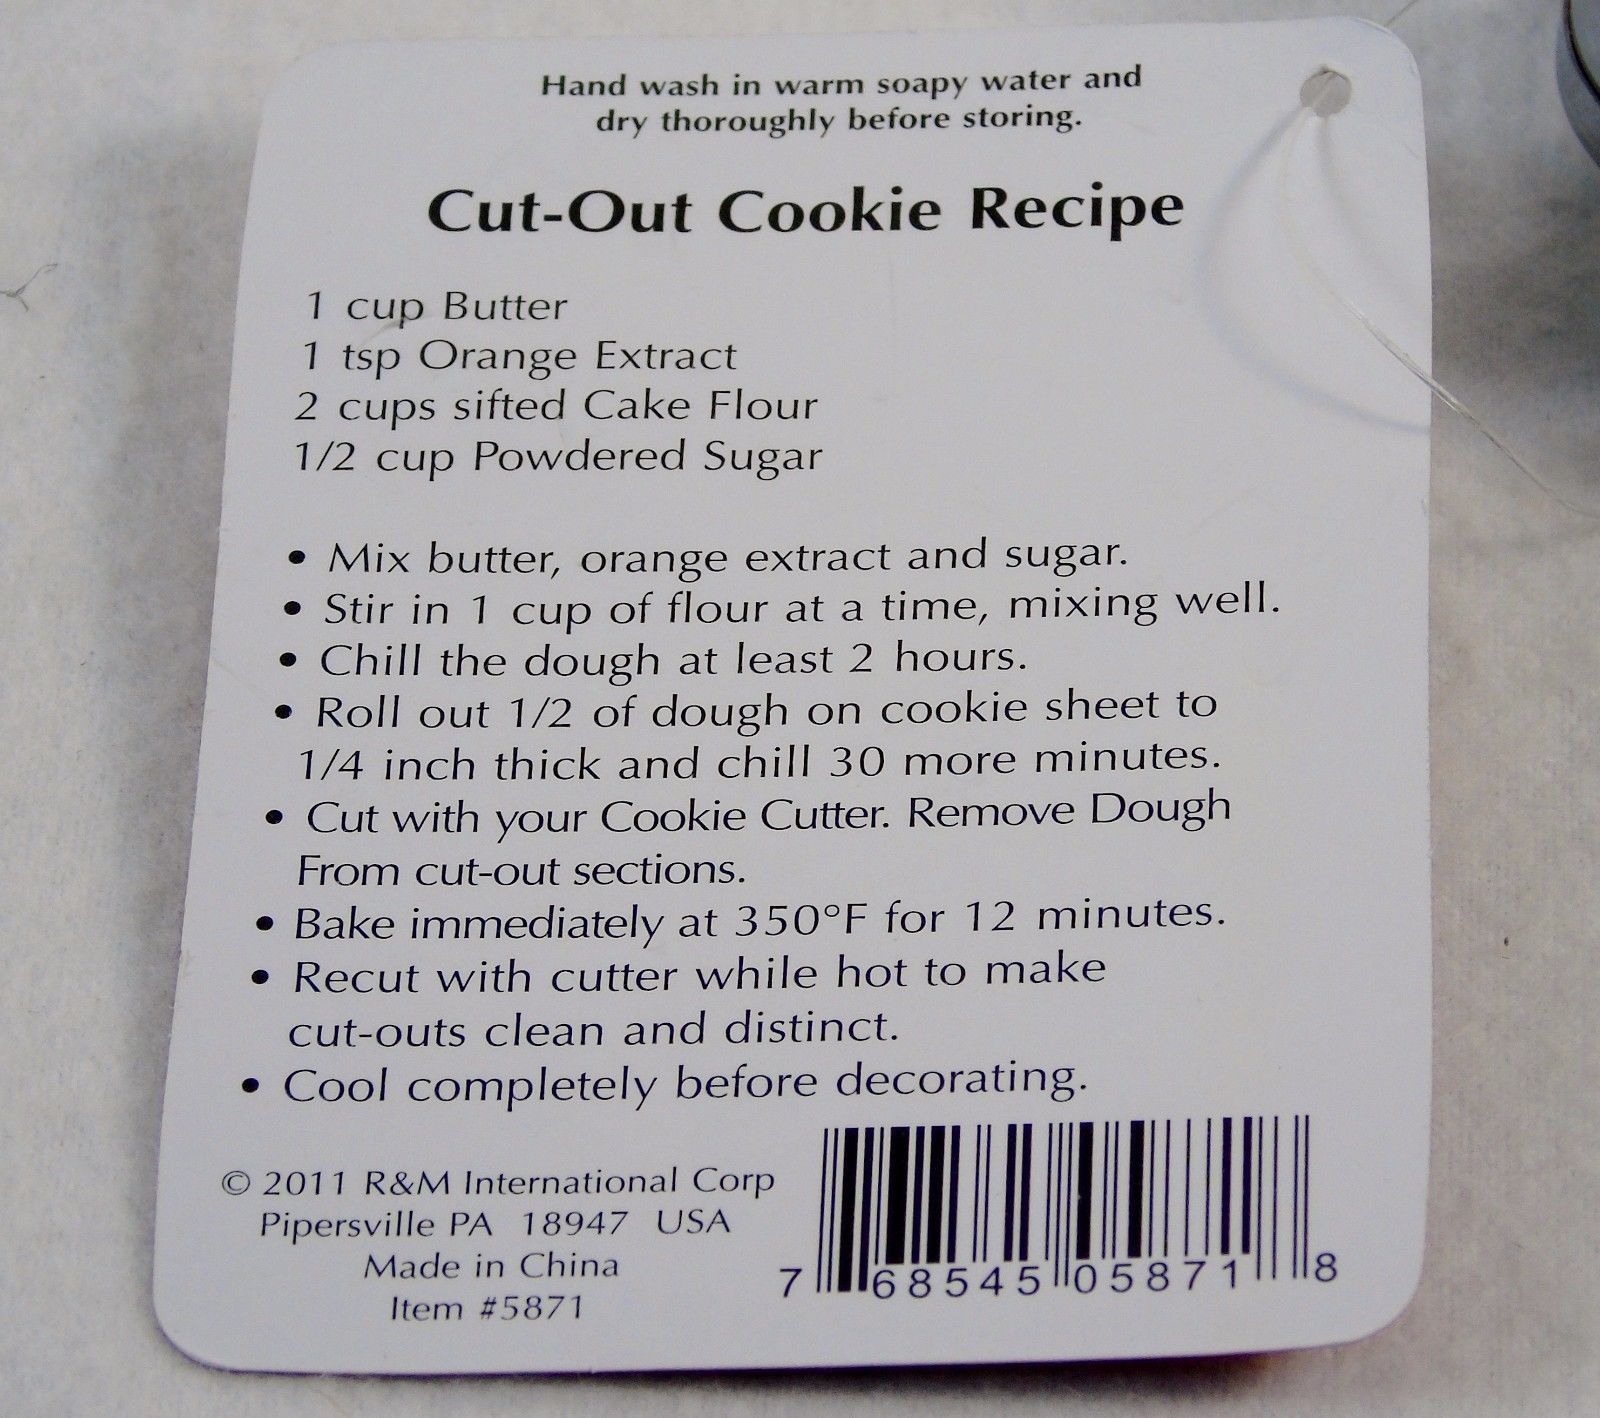 Hand wash in warm soapy water and
dry thoroughly before storing.
Cut-Out Cookie Recipe
1 cup Butter
1 tsp Orange Extract
2 cups sifted Cake Flour
1/2 cup Powdered Sugar
• Mix butter, orange extract and sugar.
• Stir in 1 cup of flour at a time, mixing well.
• Chill the dough at least 2 hours.
• Roll out 1/2 of dough on cookie sheet to
1/4 inch thick and chill 30 more minutes.
• Cut with your Cookie Cutter. Remove Dough
From cut-out sections.
• Bake immediately at 350°F for 12 minutes.
• Recut with cutter while hot to make
cut-outs clean and distinct.
• Cool completely before decorating.
© 2011 R&M International Corp
Pipersville PA 18947 USA
Made in China
Item #5871
7 68545 05871 8